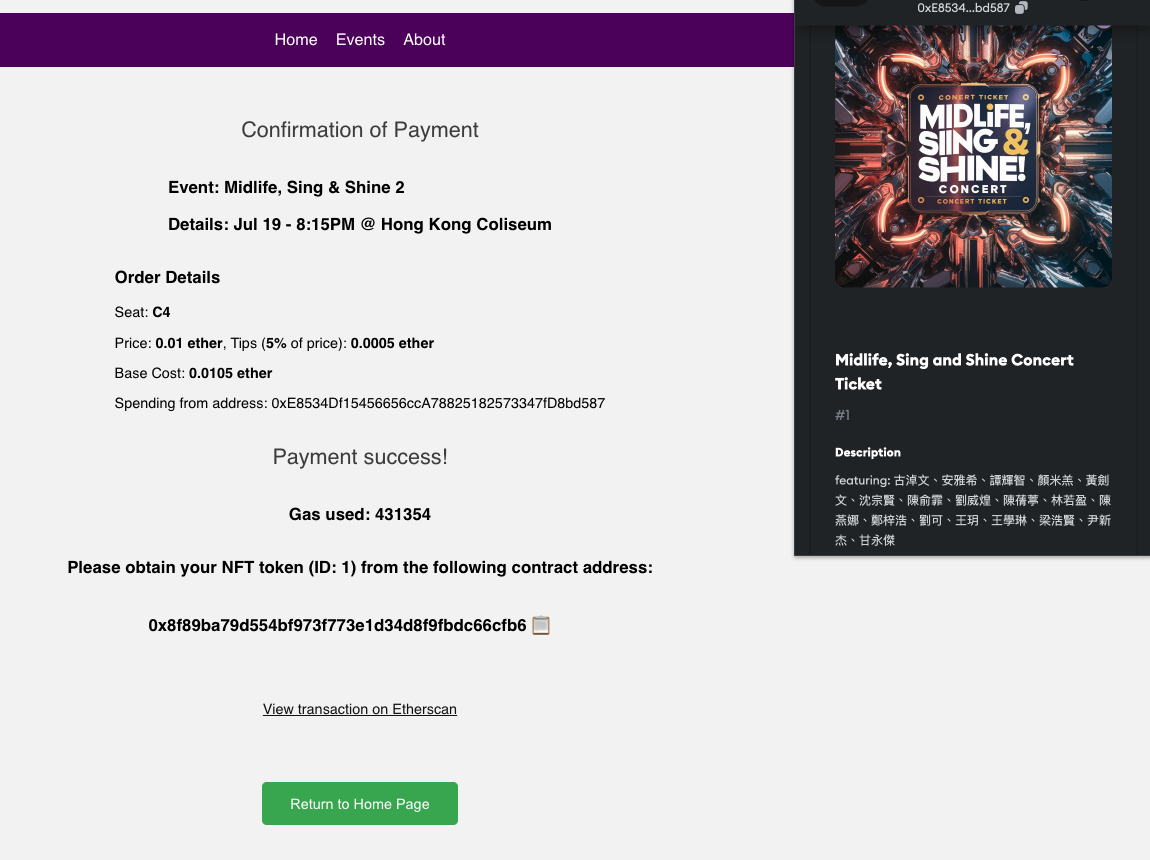 Home Events About
Confirmation of Payment
Event: Midlife, Sing & Shine 2
Details: Jul 19 - 8:15PM @ Hong Kong Coliseum
Order Details
Seat: C4
Price: 0.01 ether, Tips (5% of price): 0.0005 ether
Base Cost: 0.0105 ether
Spending from address: 0xE8534Df15456656ccA78825182573347fD8bd587
Payment success!
Gas used: 431354
Please obtain your NFT token (ID: 1) from the following contract address:
0x8f89ba79d554bf973f773e1d34d8f9fbdc66cfb6
View transaction on Etherscan
Return to Home Page
0xE8534...bd587
CONERT TICKET
MIDLiFE,
SIING &
SHINE!
CONCERT
CONCERT TICKET
Midlife, Sing and Shine Concert
Ticket
#1
Description
featuring: 古淖文、安雅希、譚輝智、顏米羔、黃劍
文、沈宗賢、陳俞霏、劉威煌、陳蒨葶、林若盈、陳
燕娜、鄭梓浩、劉可、王玥、王學琳、梁浩賢、尹新
杰、甘永傑